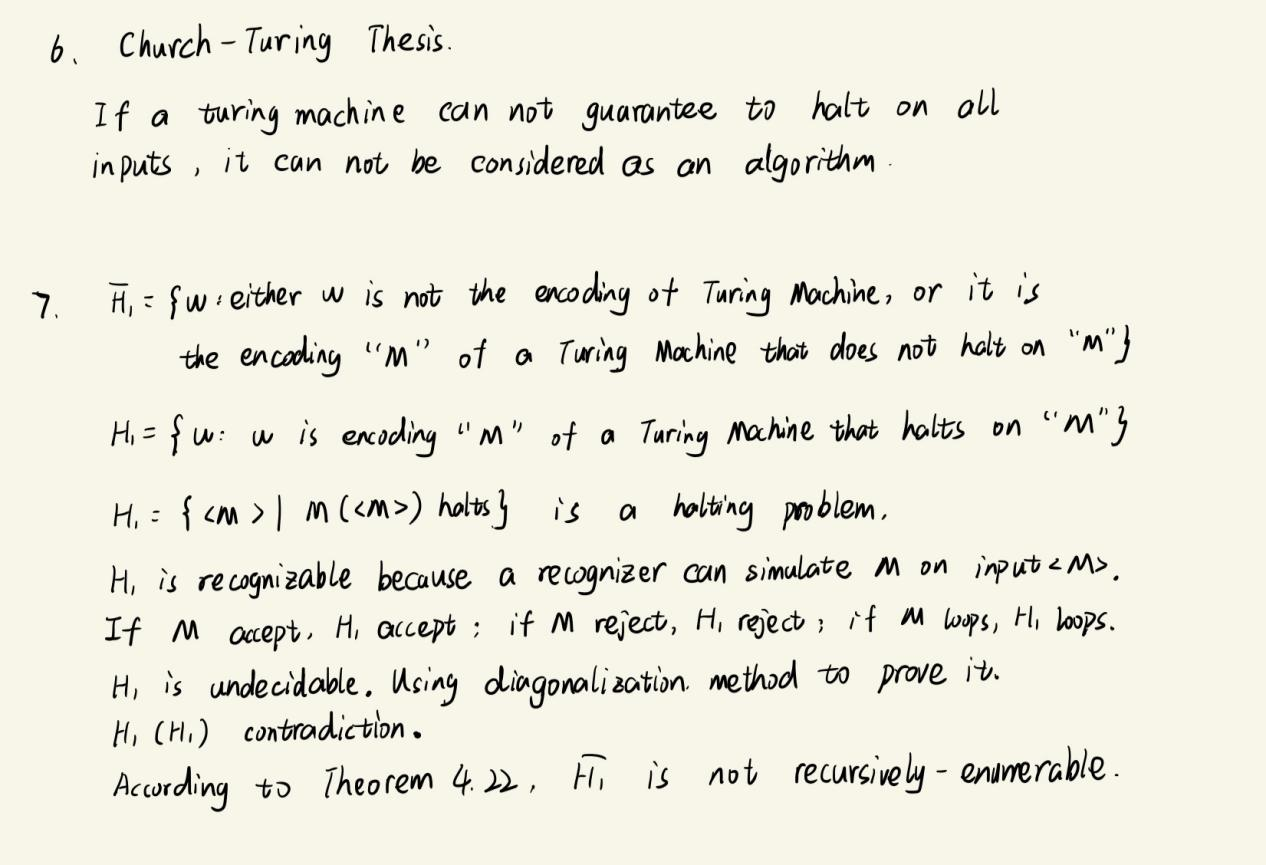 6. Church-Turing Thesis.
If a turing machine can not guarantee to halt on all
inputs, it can not be considered as an algorithm.
7. H̅₁ = {w: either w is not the encoding of Turing Machine, or it is
the encoding "M" of a Turing Machine that does not halt on "M"}
H₁ = {w: w is encoding "M" of a Turing Machine that halts on "M"}
H₁ = {<M>| M(<M>) halts} is a halting problem.
H₁ is recognizable because a recognizer can simulate M on input <M>.
If M accept, H₁ accept; if M reject, H₁ reject; if M loops, H₁ loops.
H₁ is undecidable. Using diagonalization method to prove it.
H₁ (H₁) contradiction.
According to Theorem 4.22, H̅₁ is not recursively-enumerable.